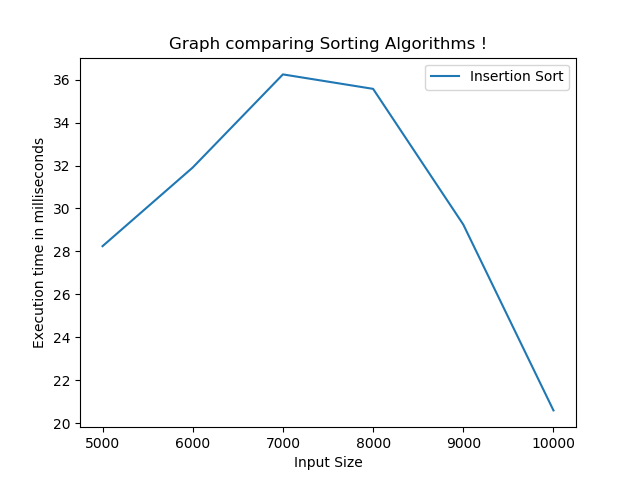 Graph comparing Sorting Algorithms !
Insertion Sort
Execution time in milliseconds
36
34
32
30
28
26
24
22
20
5000 6000 7000 8000 9000 10000
Input Size